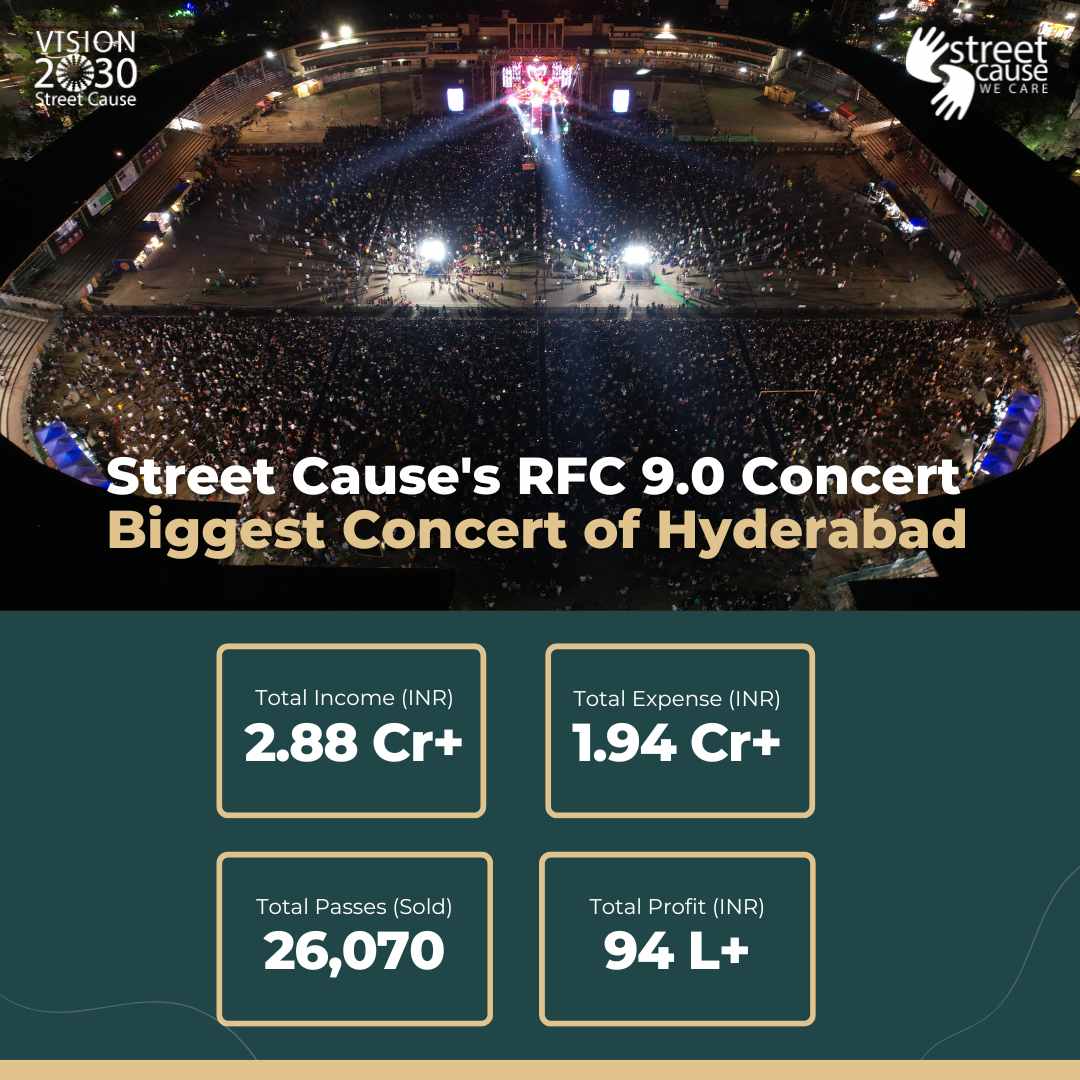 VISION
2030
Street Cause
street
cause
WE CARE
Street Cause's RFC 9.0 Concert
Biggest Concert of Hyderabad
Total Income (INR)
2.88 Cr+
Total Expense (INR)
1.94 Cr+
Total Passes (Sold)
26,070
Total Profit (INR)
94 L+